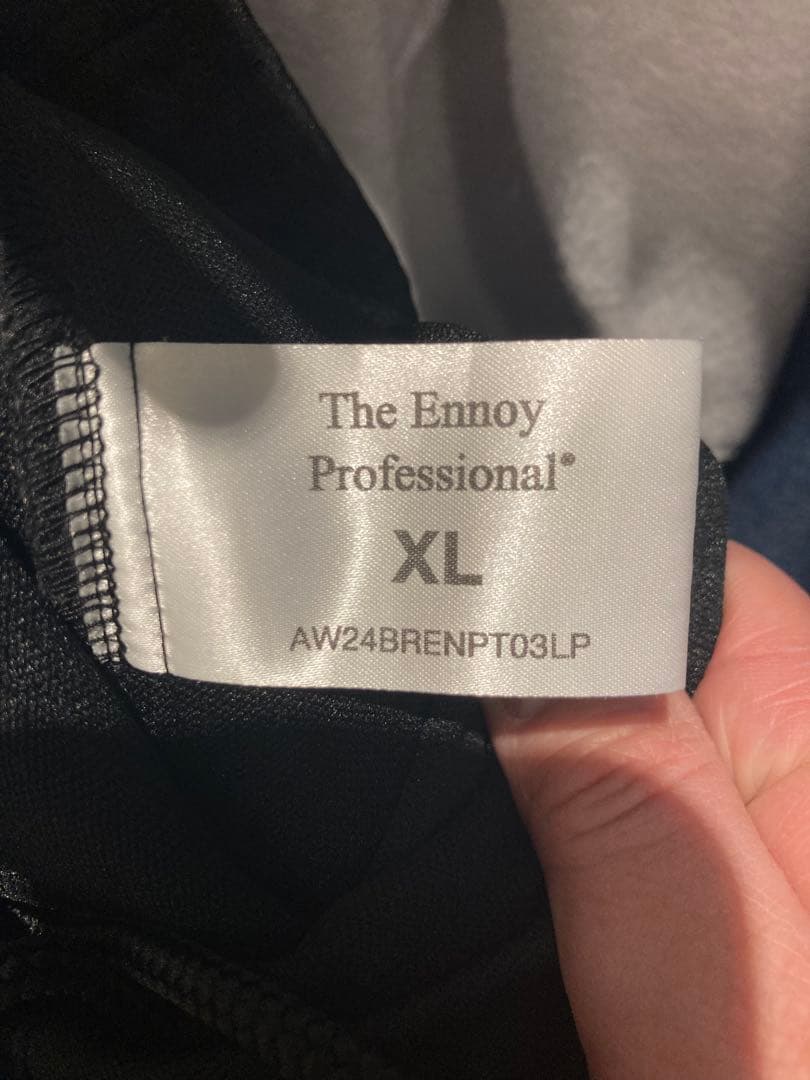 The Ennoy
Professional®
XL
AW24BRENPT03LP